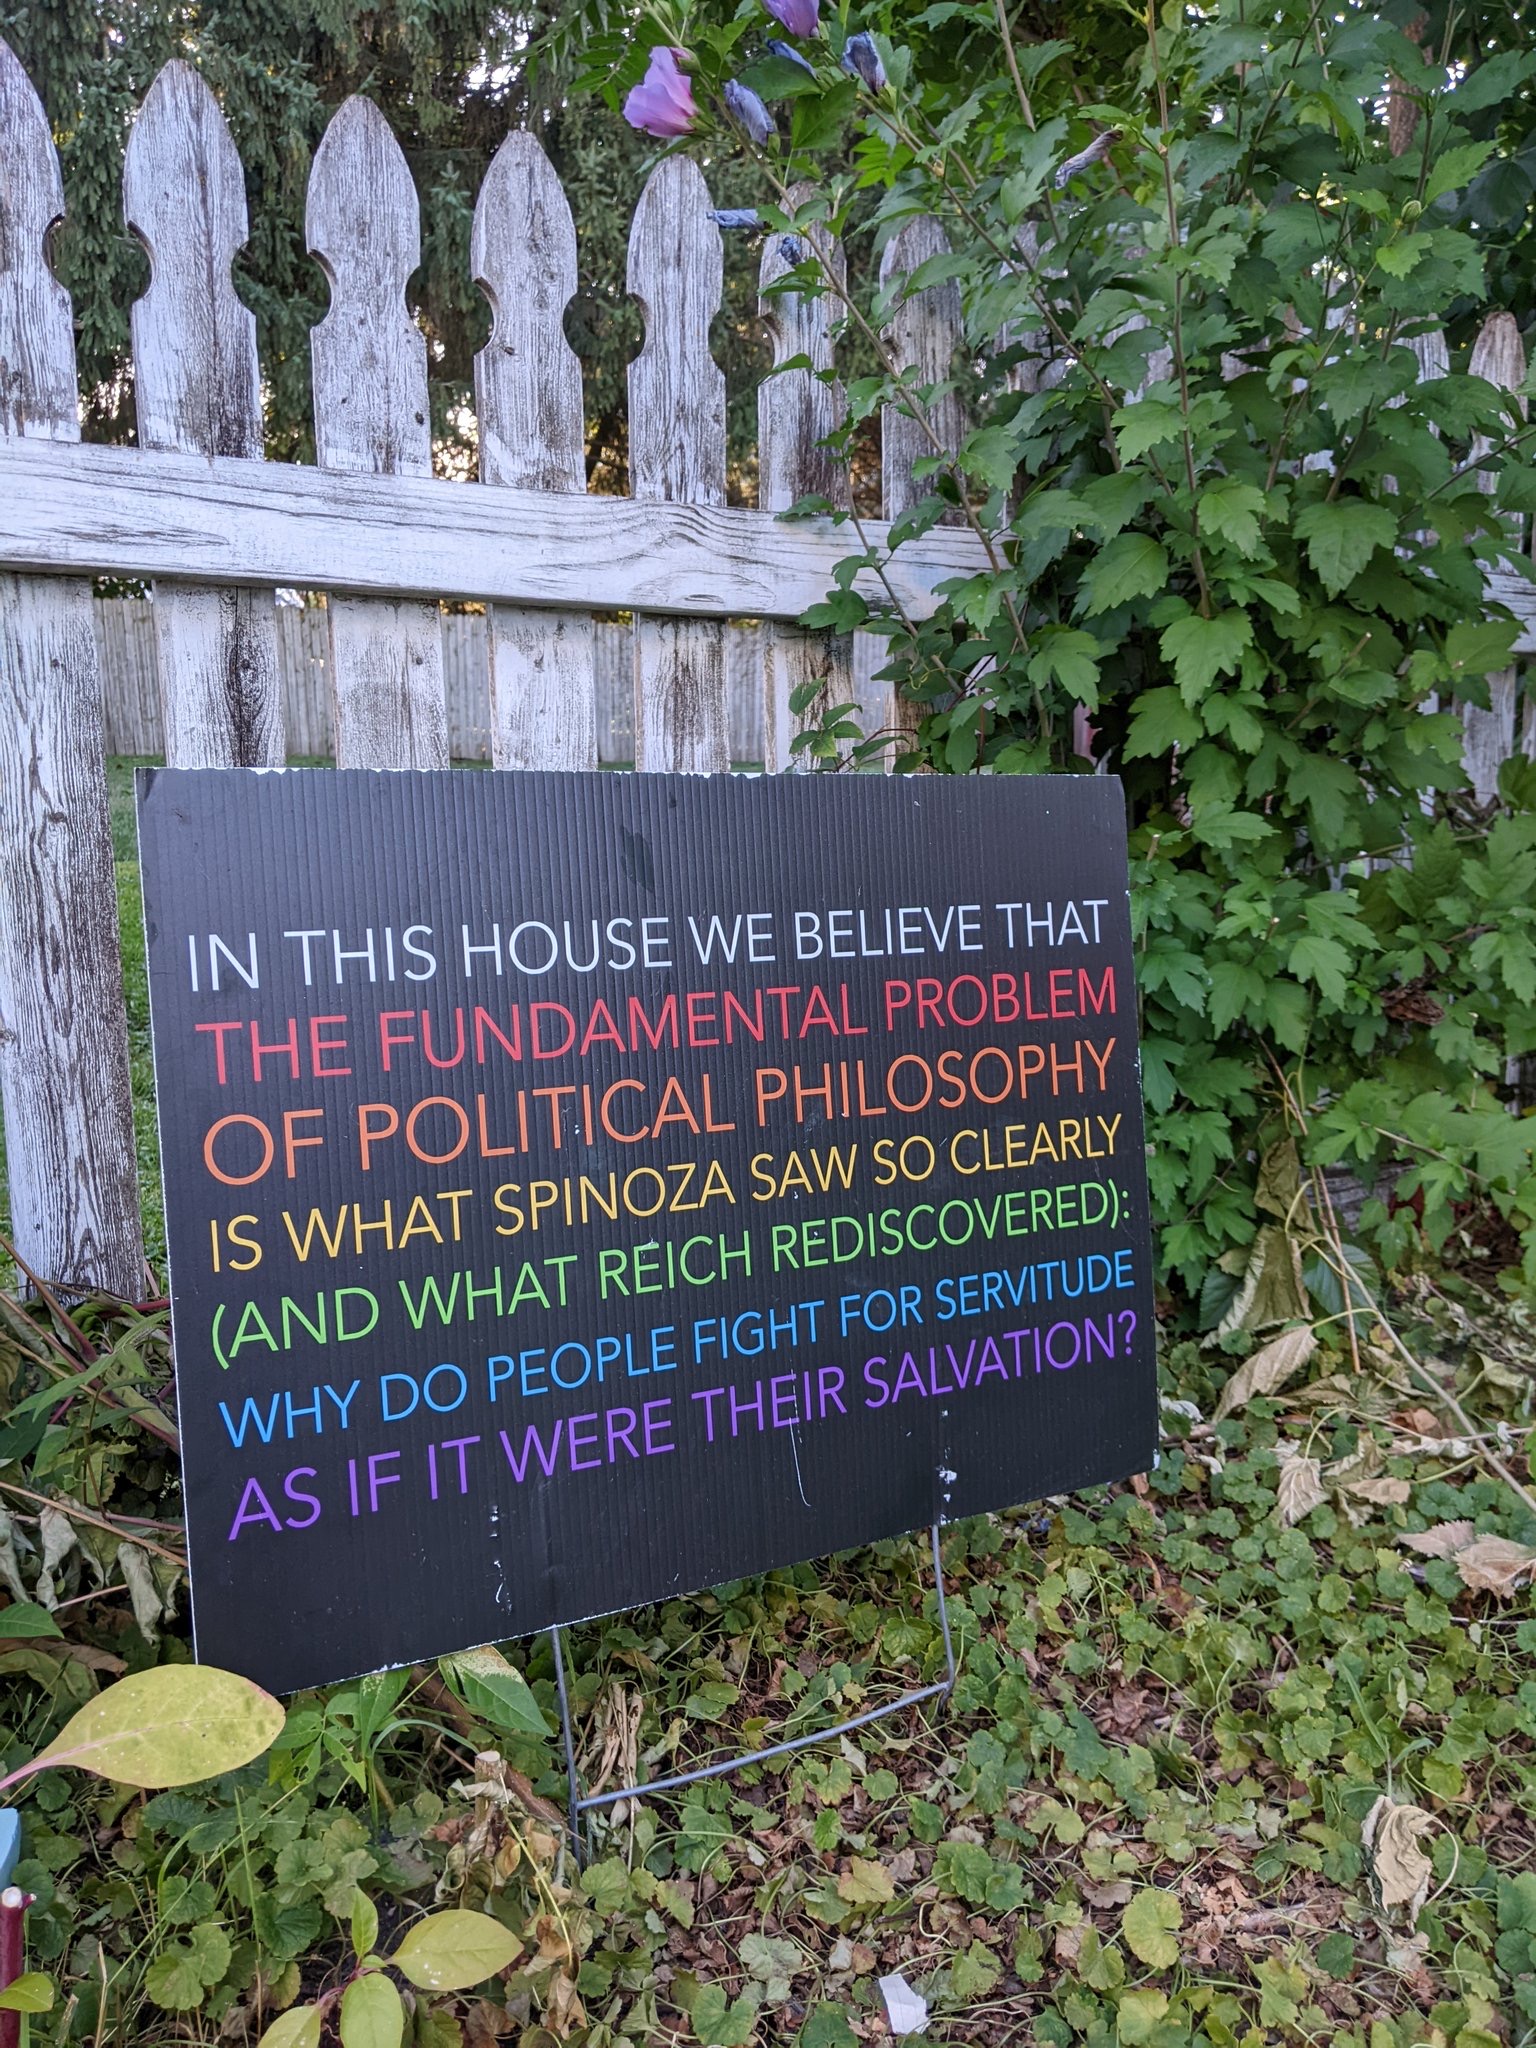 IN THIS HOUSE WE BELIEVE THAT
THE FUNDAMENTAL PROBLEM
OF POLITICAL PHILOSOPHY
IS WHAT SPINOZA SAW SO CLEARLY
(AND WHAT REICH REDISCOVERED):
WHY DO PEOPLE FIGHT FOR SERVITUDE
AS IF IT WERE THEIR SALVATION?